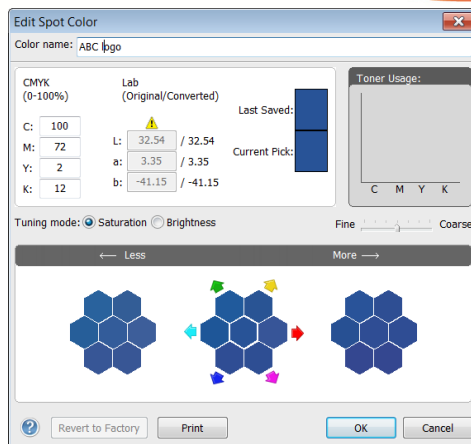 Edit Spot Color
Color name: ABC logo
CMYK
(0-100%)
Lab
(Original/Converted)
Last Saved:
Current Pick:
Toner Usage:
C: 100
M: 72
Y: 2
K: 12
L: 32.54 / 32.54
a: 3.35 / 3.35
b: -41.15 / -41.15
C M Y K
Tuning mode: Saturation Brightness
Fine Coarse
← Less
More →
? Revert to Factory Print OK Cancel